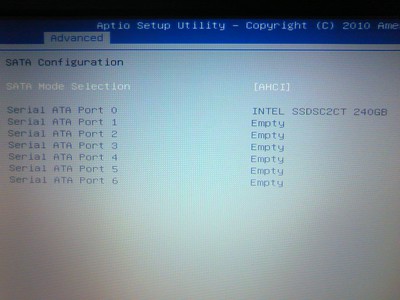 Aptio Setup Utility – Copyright (C) 2010 Ame
Advanced
SATA Configuration
SATA Mode Selection [AHCI]
Serial ATA Port 0 INTEL SSDSC2CT 240GB
Serial ATA Port 1 Empty
Serial ATA Port 2 Empty
Serial ATA Port 3 Empty
Serial ATA Port 4 Empty
Serial ATA Port 5 Empty
Serial ATA Port 6 Empty